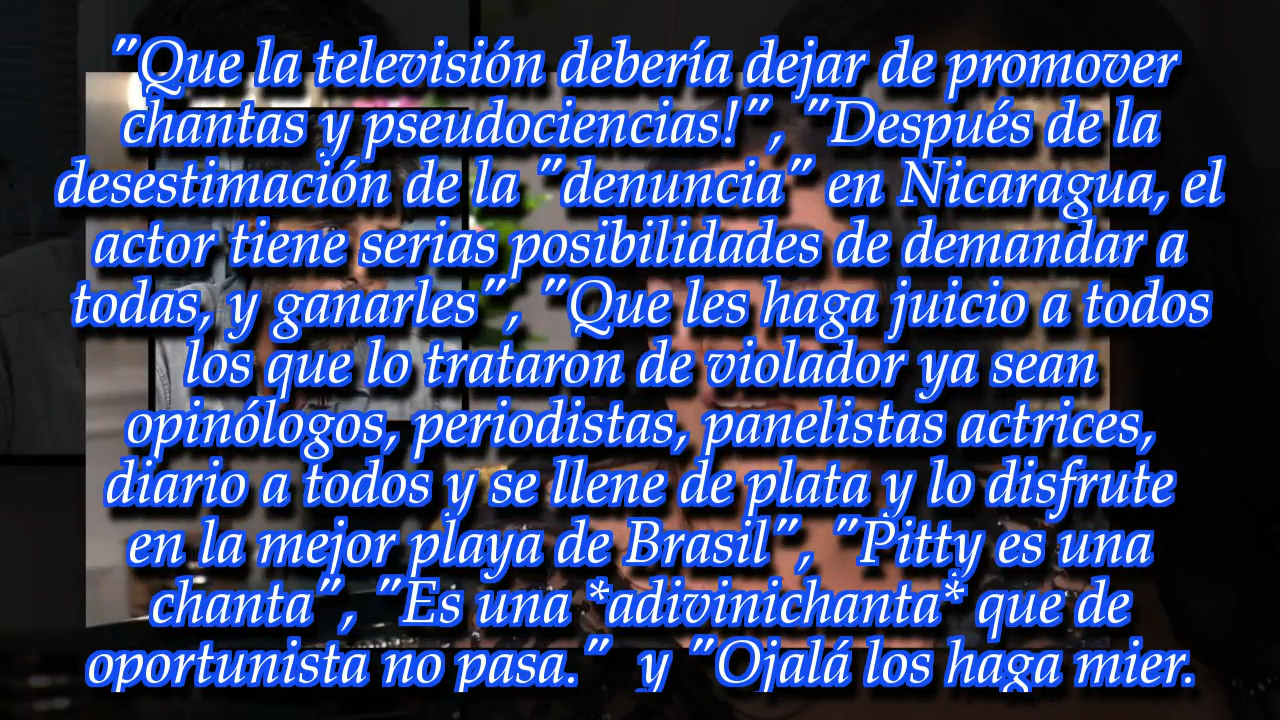 "Que la televisión debería dejar de promover
chantas y pseudociencias!", "Después de la
desestimación de la "denuncia" en Nicaragua, el
actor tiene serias posibilidades de demandar a
todas, y ganarles", "Que les haga juicio a todos
los que lo trataron de violador ya sean
opinólogos, periodistas, panelistas actrices,
diario a todos y se llene de plata y lo disfrute
en la mejor playa de Brasil", "Pitty es una
chanta", "Es una *adivinichanta* que de
oportunista no pasa."  y "Ojalá los haga mier.